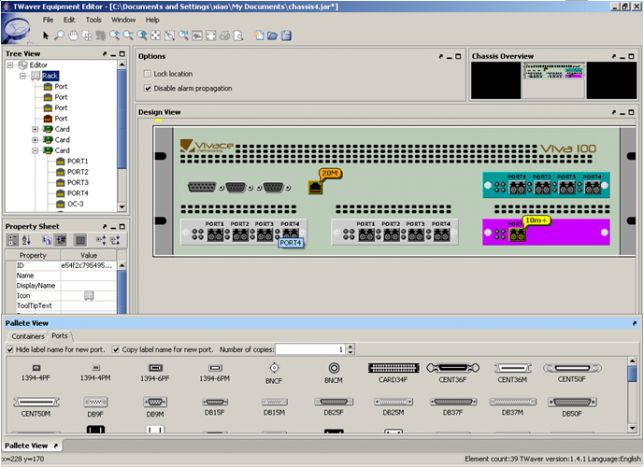 TWaver Equipment Editor - [C:\Documents and Settings\xiao\My Documents\chassis4.jar*]
File Edit Tools Window Help
Tree View
Editor
Rack
Port
Port
Port
Port
Card
Card
Card
PORT1
PORT2
PORT3
PORT4
OC-3
Options
Lock location
Disable alarm propagation
Chassis Overview
Design View
Vivace
networks
Viva 100
20M
PORT1 PORT2 PORT3 PORT4
PORT1 PORT2 PORT3 PORT4
PORT1 PORT2 PORT3 PORT4
PORT1
10m+
PORT4
Property Sheet
Property Value
ID e54f2c795495...
Name
DisplayName
Icon
ToolTipText
Pallete View
Containers Ports
Hide label name for new port. Copy label name for new port. Number of copies: 1
1394-4PF 1394-4PM 1394-6PF 1394-6PM BNCF BNCM CARD34F CENT36F CENT36M CENT50F
CENT50M DB9F DB9M DB15F DB15M DB25F DB25M DB37F DB37M DB50F
Pallete View
x=228 y=170 Element count:39 TWaver version:1.4.1 Language:English